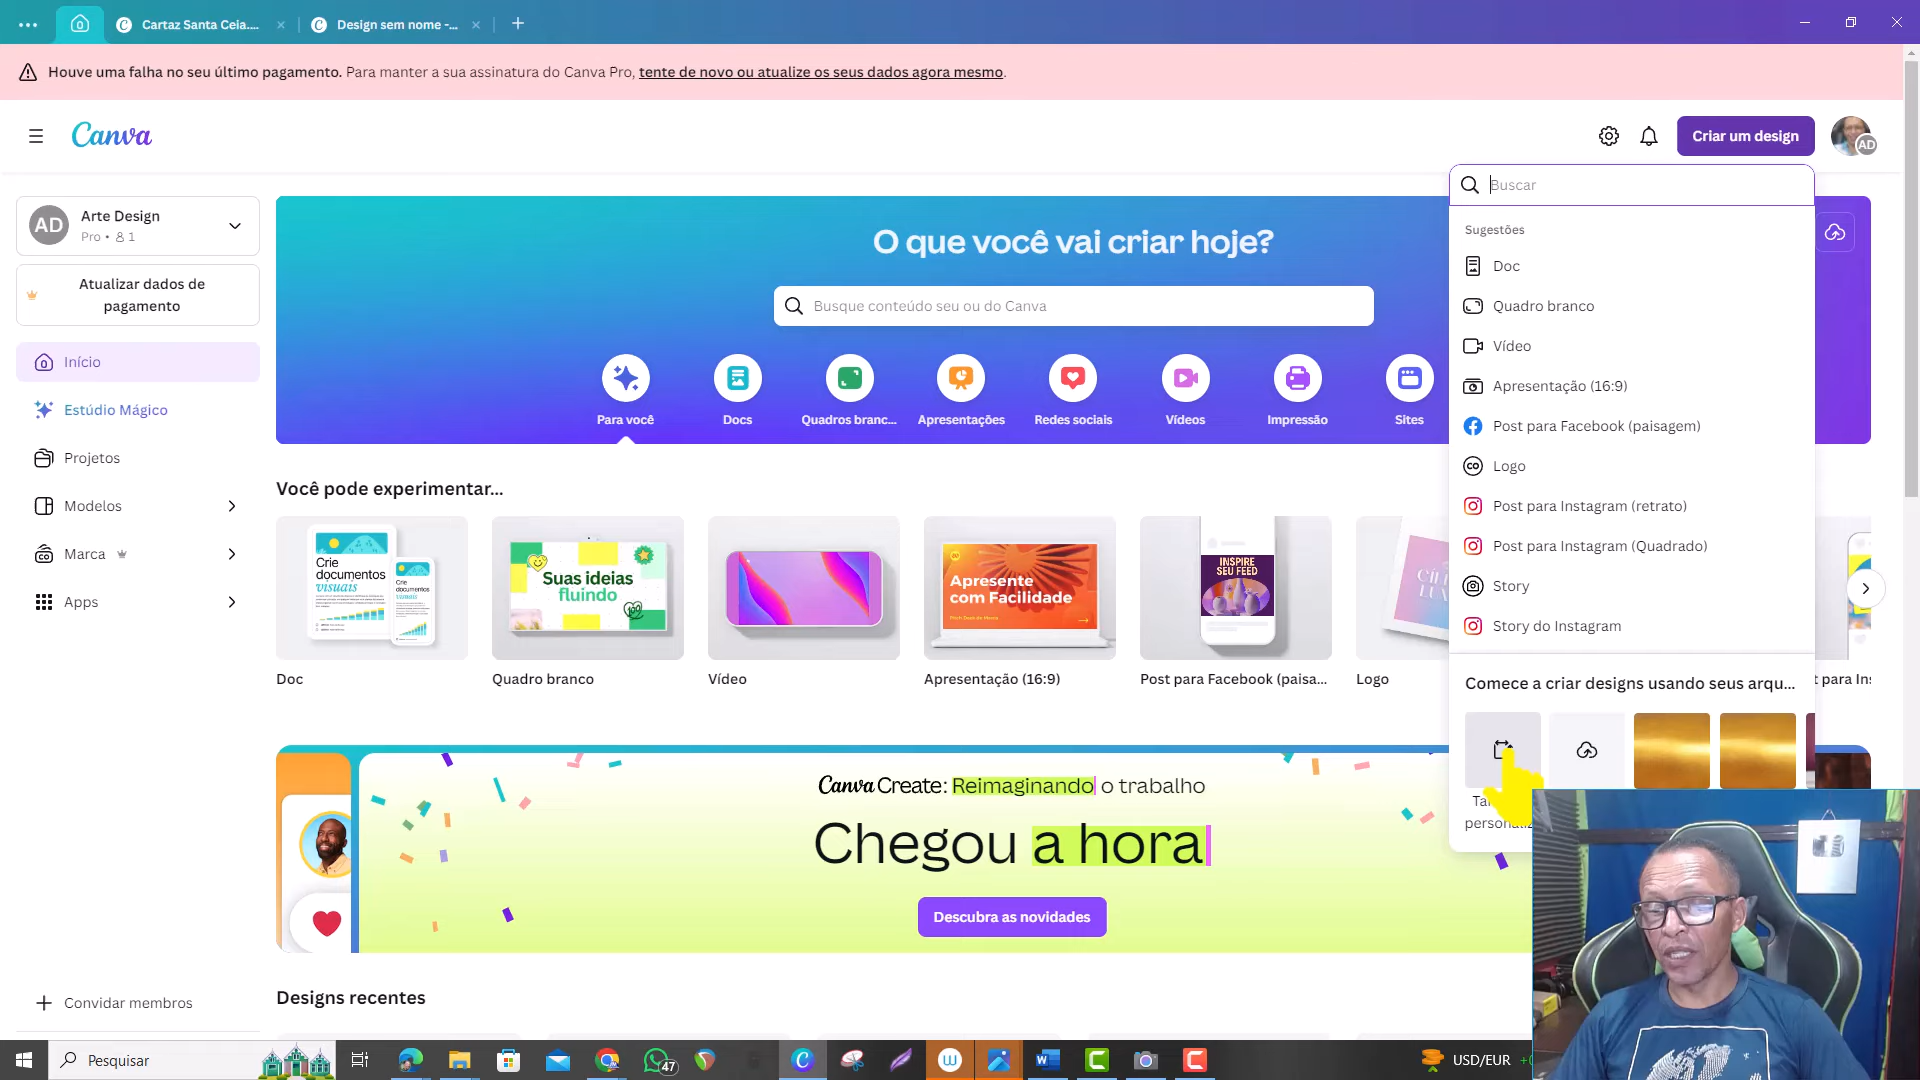 Cartaz Santa Ceia....
Design sem nome -...
Houve uma falha no seu último pagamento. Para manter a sua assinatura do Canva Pro, tente de novo ou atualize os seus dados agora mesmo.
Canva
Criar um design
AD
Buscar
AD
Arte Design
Pro • 1
Atualizar dados de
pagamento
Início
Estúdio Mágico
Projetos
Modelos
Marca
Apps
Convidar membros
O que você vai criar hoje?
Busque conteúdo seu ou do Canva
Para você
Docs
Quadros branc...
Apresentações
Redes sociais
Vídeos
Impressão
Sites
Sugestões
Doc
Quadro branco
Vídeo
Apresentação (16:9)
Post para Facebook (paisagem)
Logo
Post para Instagram (retrato)
Post para Instagram (Quadrado)
Story
Story do Instagram
Comece a criar designs usando seus arqu...
Você pode experimentar...
Crie
documentos
visuais
Suas ideias
fluindo
Apresente
com Facilidade
INSPIRE
SEU FEED
Doc
Quadro branco
Vídeo
Apresentação (16:9)
Post para Facebook (paisa...
Logo
Canva Create: Reimaginando o trabalho
Chegou a hora
Descubra as novidades
Designs recentes
Pesquisar
47
USD/EUR